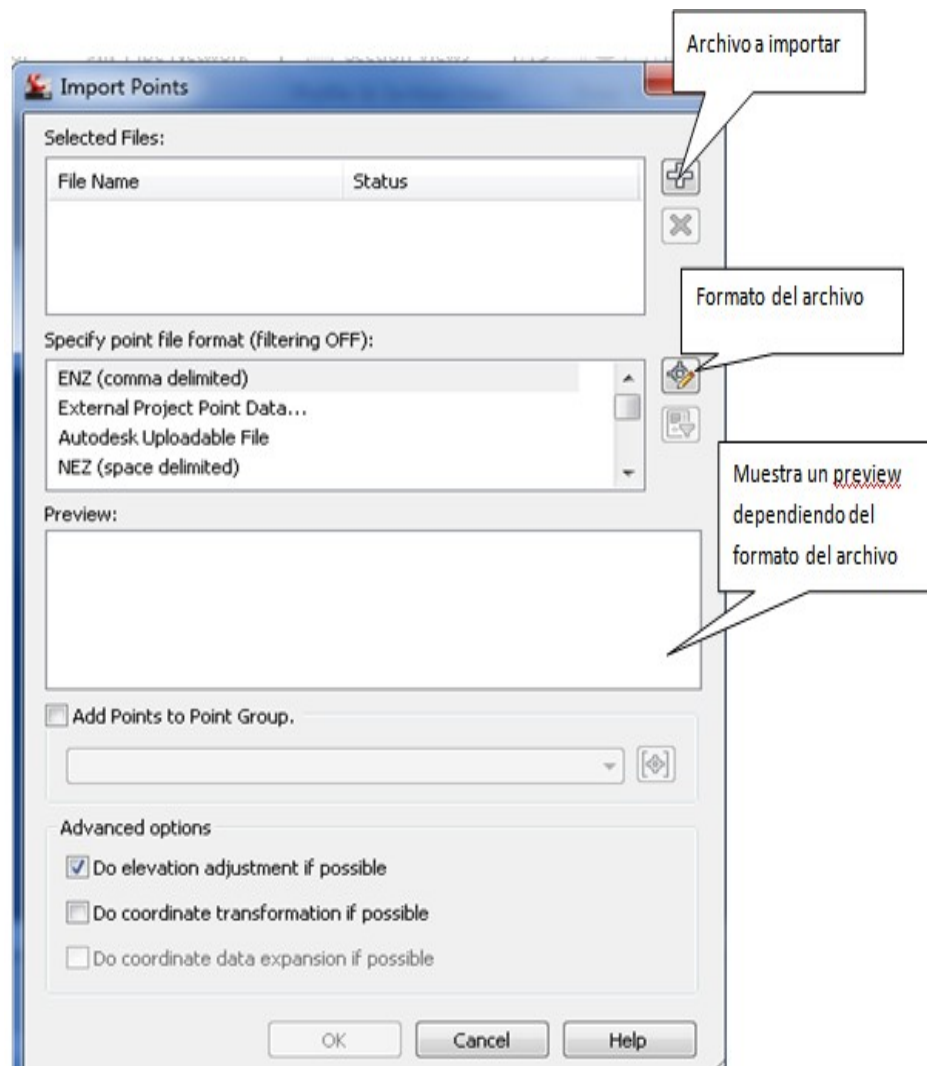 Archivo a importar
Import Points
Selected Files:
File Name Status
Formato del archivo
Specify point file format (filtering OFF):
ENZ (comma delimited)
External Project Point Data...
Autodesk Uploadable File
NEZ (space delimited)
Muestra un preview
dependiendo del
formato del archivo
Preview:
Add Points to Point Group.
Advanced options
Do elevation adjustment if possible
Do coordinate transformation if possible
Do coordinate data expansion if possible
OK Cancel Help